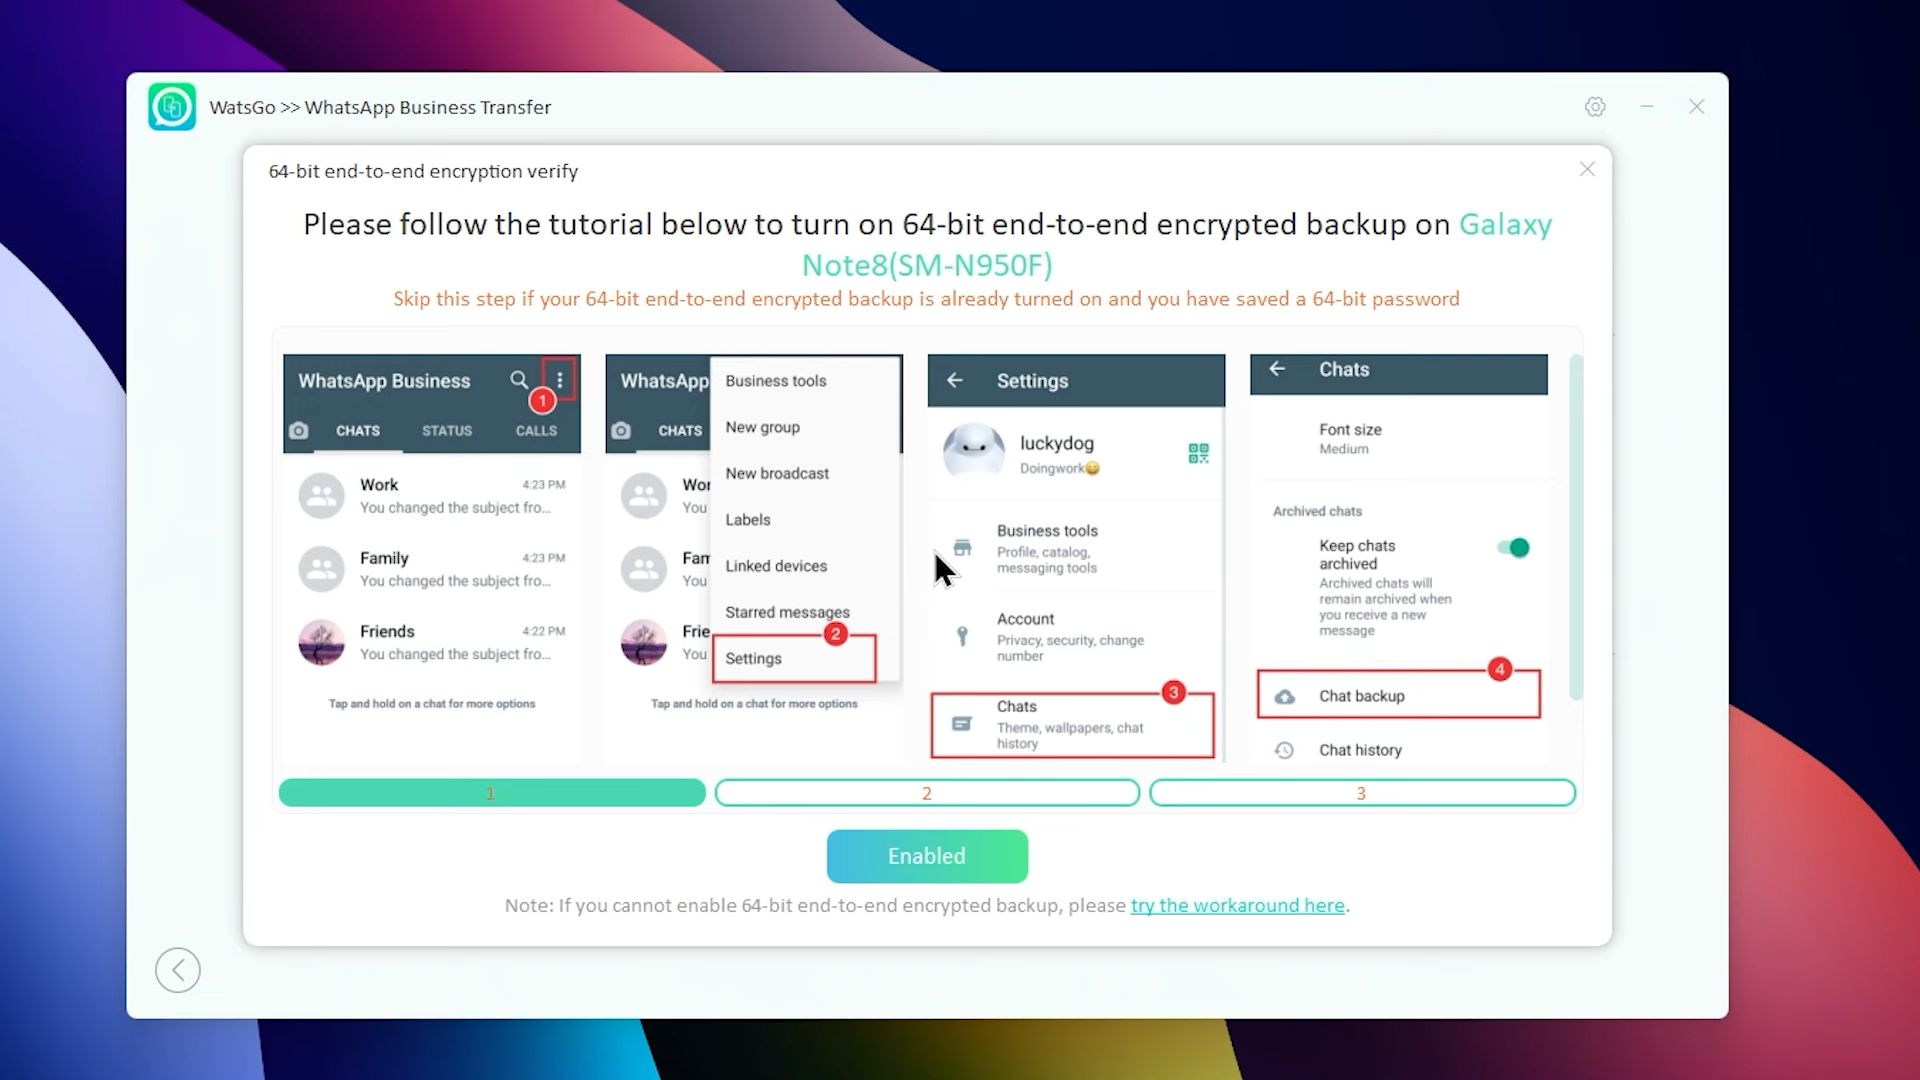 WatsGo >> WhatsApp Business Transfer
64-bit end-to-end encryption verify
Please follow the tutorial below to turn on 64-bit end-to-end encrypted backup on Galaxy
Note8(SM-N950F)
Skip this step if your 64-bit end-to-end encrypted backup is already turned on and you have saved a 64-bit password
WhatsApp Business
1
CHATS STATUS CALLS
Work 4:23 PM
You changed the subject fro...
Family 4:23 PM
You changed the subject fro...
Friends 4:22 PM
You changed the subject fro...
Tap and hold on a chat for more options
WhatsApp
CHATS
Wor
You
Fam
You
Frie
You
Business tools
New group
New broadcast
Labels
Linked devices
Starred messages
2
Settings
Tap and hold on a chat for more options
Settings
luckydog
Doingwork😄
Business tools
Profile, catalog,
messaging tools
Account
Privacy, security, change
number
3
Chats
Theme, wallpapers, chat
history
Chats
Font size
Medium
Archived chats
Keep chats
archived
Archived chats will
remain archived when
you receive a new
message
4
Chat backup
Chat history
1 2 3
Enabled
Note: If you cannot enable 64-bit end-to-end encrypted backup, please try the workaround here.